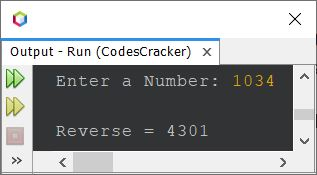 Output - Run (CodesCracker)
Enter a Number: 1034
Reverse = 4301